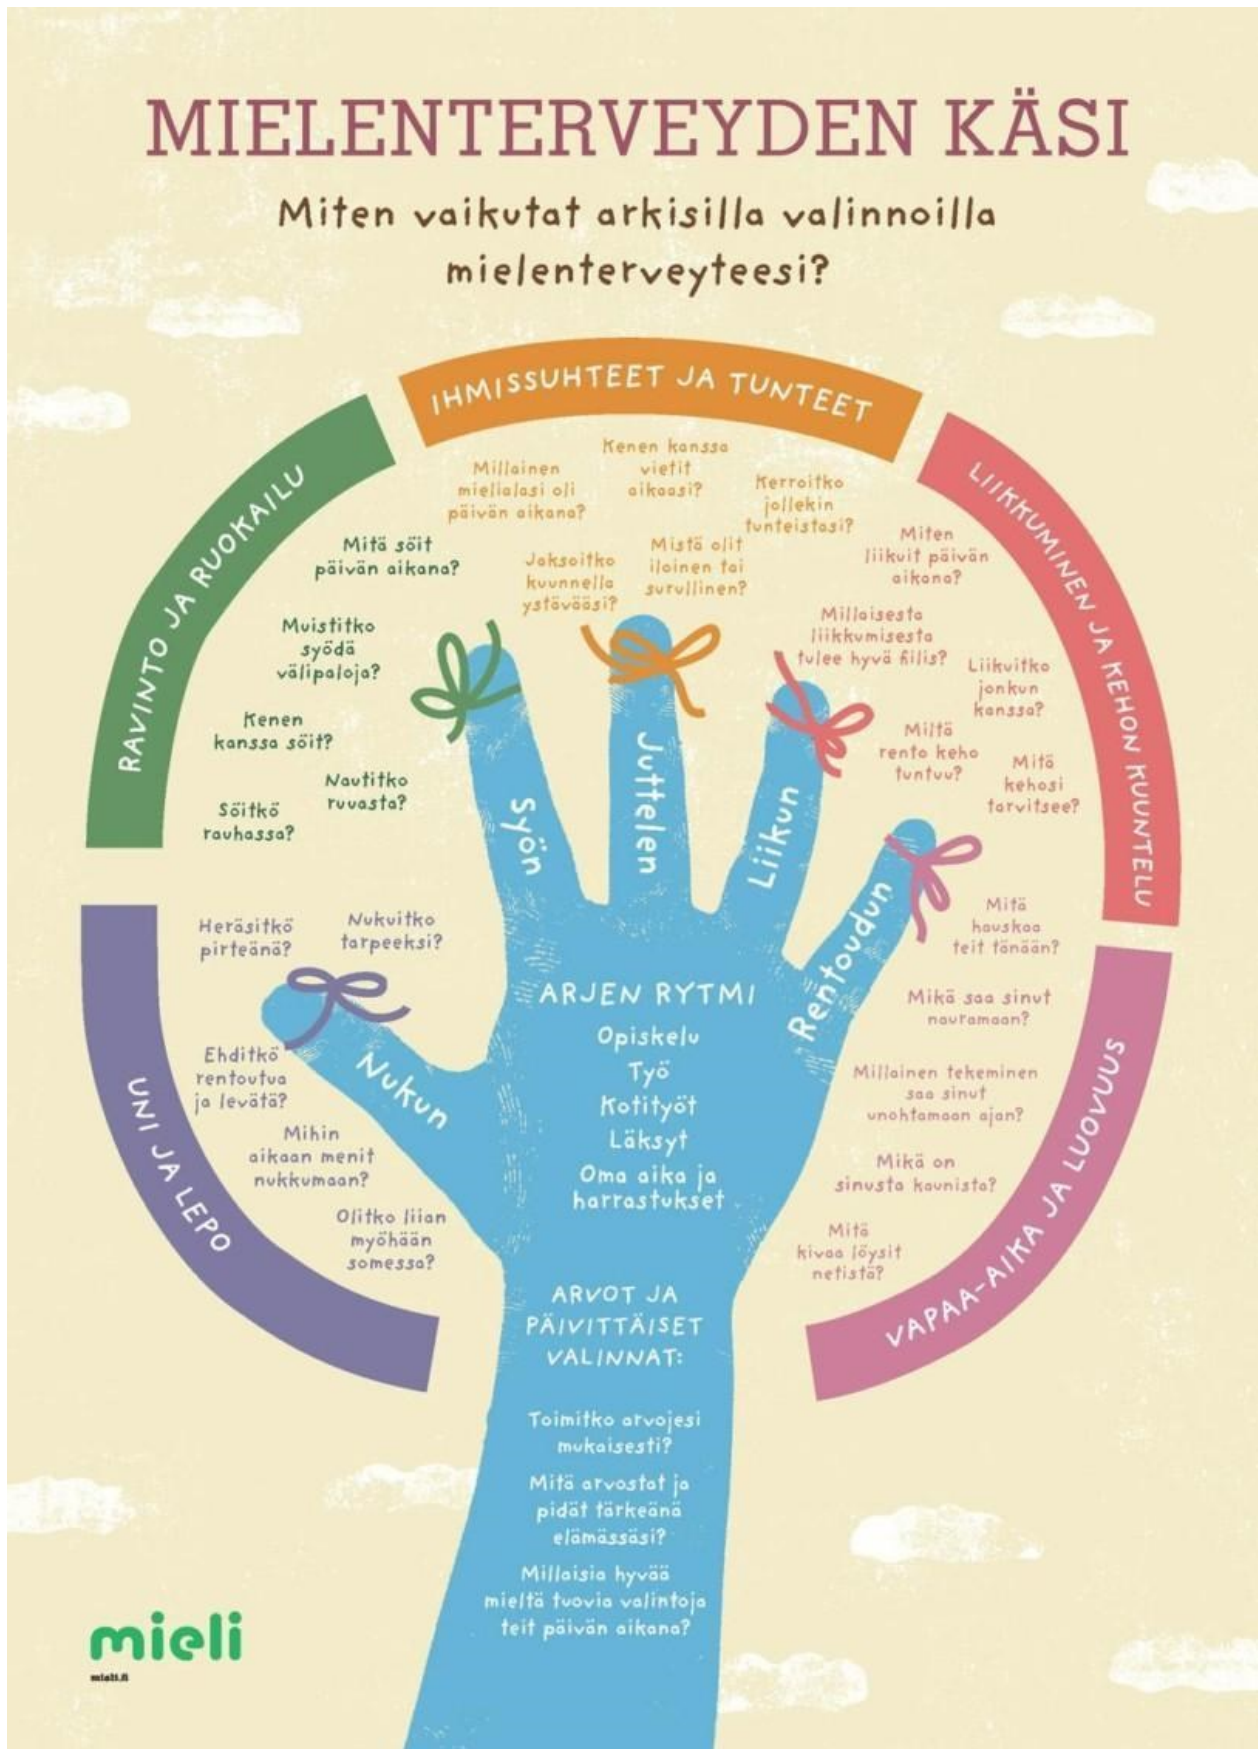 MIELENTERVEYDEN KÄSI
Miten vaikutat arkisilla valinnoilla
mielenterveyteesi?
IHMISSUHTEET JA TUNTEET
Millainen
mielialasi oli
päivän aikana?
Kenen kanssa
vietit
aikaasi?
Kerroitko
jollekin
tunteistasi?
Jaksoitko
kuunnella
ystävääsi?
Mistä olit
iloinen tai
surullinen?
RAVINTO JA RUOKAILU
Mitä söit
päivän aikana?
Muistitko
syödä
välipaloja?
Kenen
kanssa söit?
Nautitko
ruuasta?
Söitkö
rauhassa?
LIIKKUMINEN JA KEHON KUUNTELU
Miten
liikuit päivän
aikana?
Millaisesta
liikkumisesta
tulee hyvä fiilis?
Liikuitko
jonkun
kanssa?
Miltä
rento keho
tuntuu?
Mitä
kehosi
tarvitsee?
UNI JA LEPO
Heräsitkö
pirteänä?
Nukuitko
tarpeeksi?
Ehditkö
rentoutua
ja levätä?
Mihin
aikaan menit
nukkumaan?
Olitko liian
myöhään
somessa?
VAPAA-AIKA JA LUOVUUS
Mitä
hauskaa
teit tänään?
Mikä saa sinut
nauramaan?
Millainen tekeminen
saa sinut
unohtamaan ajan?
Mikä on
sinusta kaunista?
Mitä
kivaa löysit
netistä?
Nukun
Syön
Juttelen
Liikun
Rentoudun
ARJEN RYTMI
Opiskelu
Työ
Kotityöt
Läksyt
Oma aika ja
harrastukset
ARVOT JA
PÄIVITTÄISET
VALINNAT:
Toimitko arvojesi
mukaisesti?
Mitä arvostat ja
pidät tärkeänä
elämässäsi?
Millaisia hyvää
mieltä tuovia valintoja
teit päivän aikana?
mieli
mieli.fi